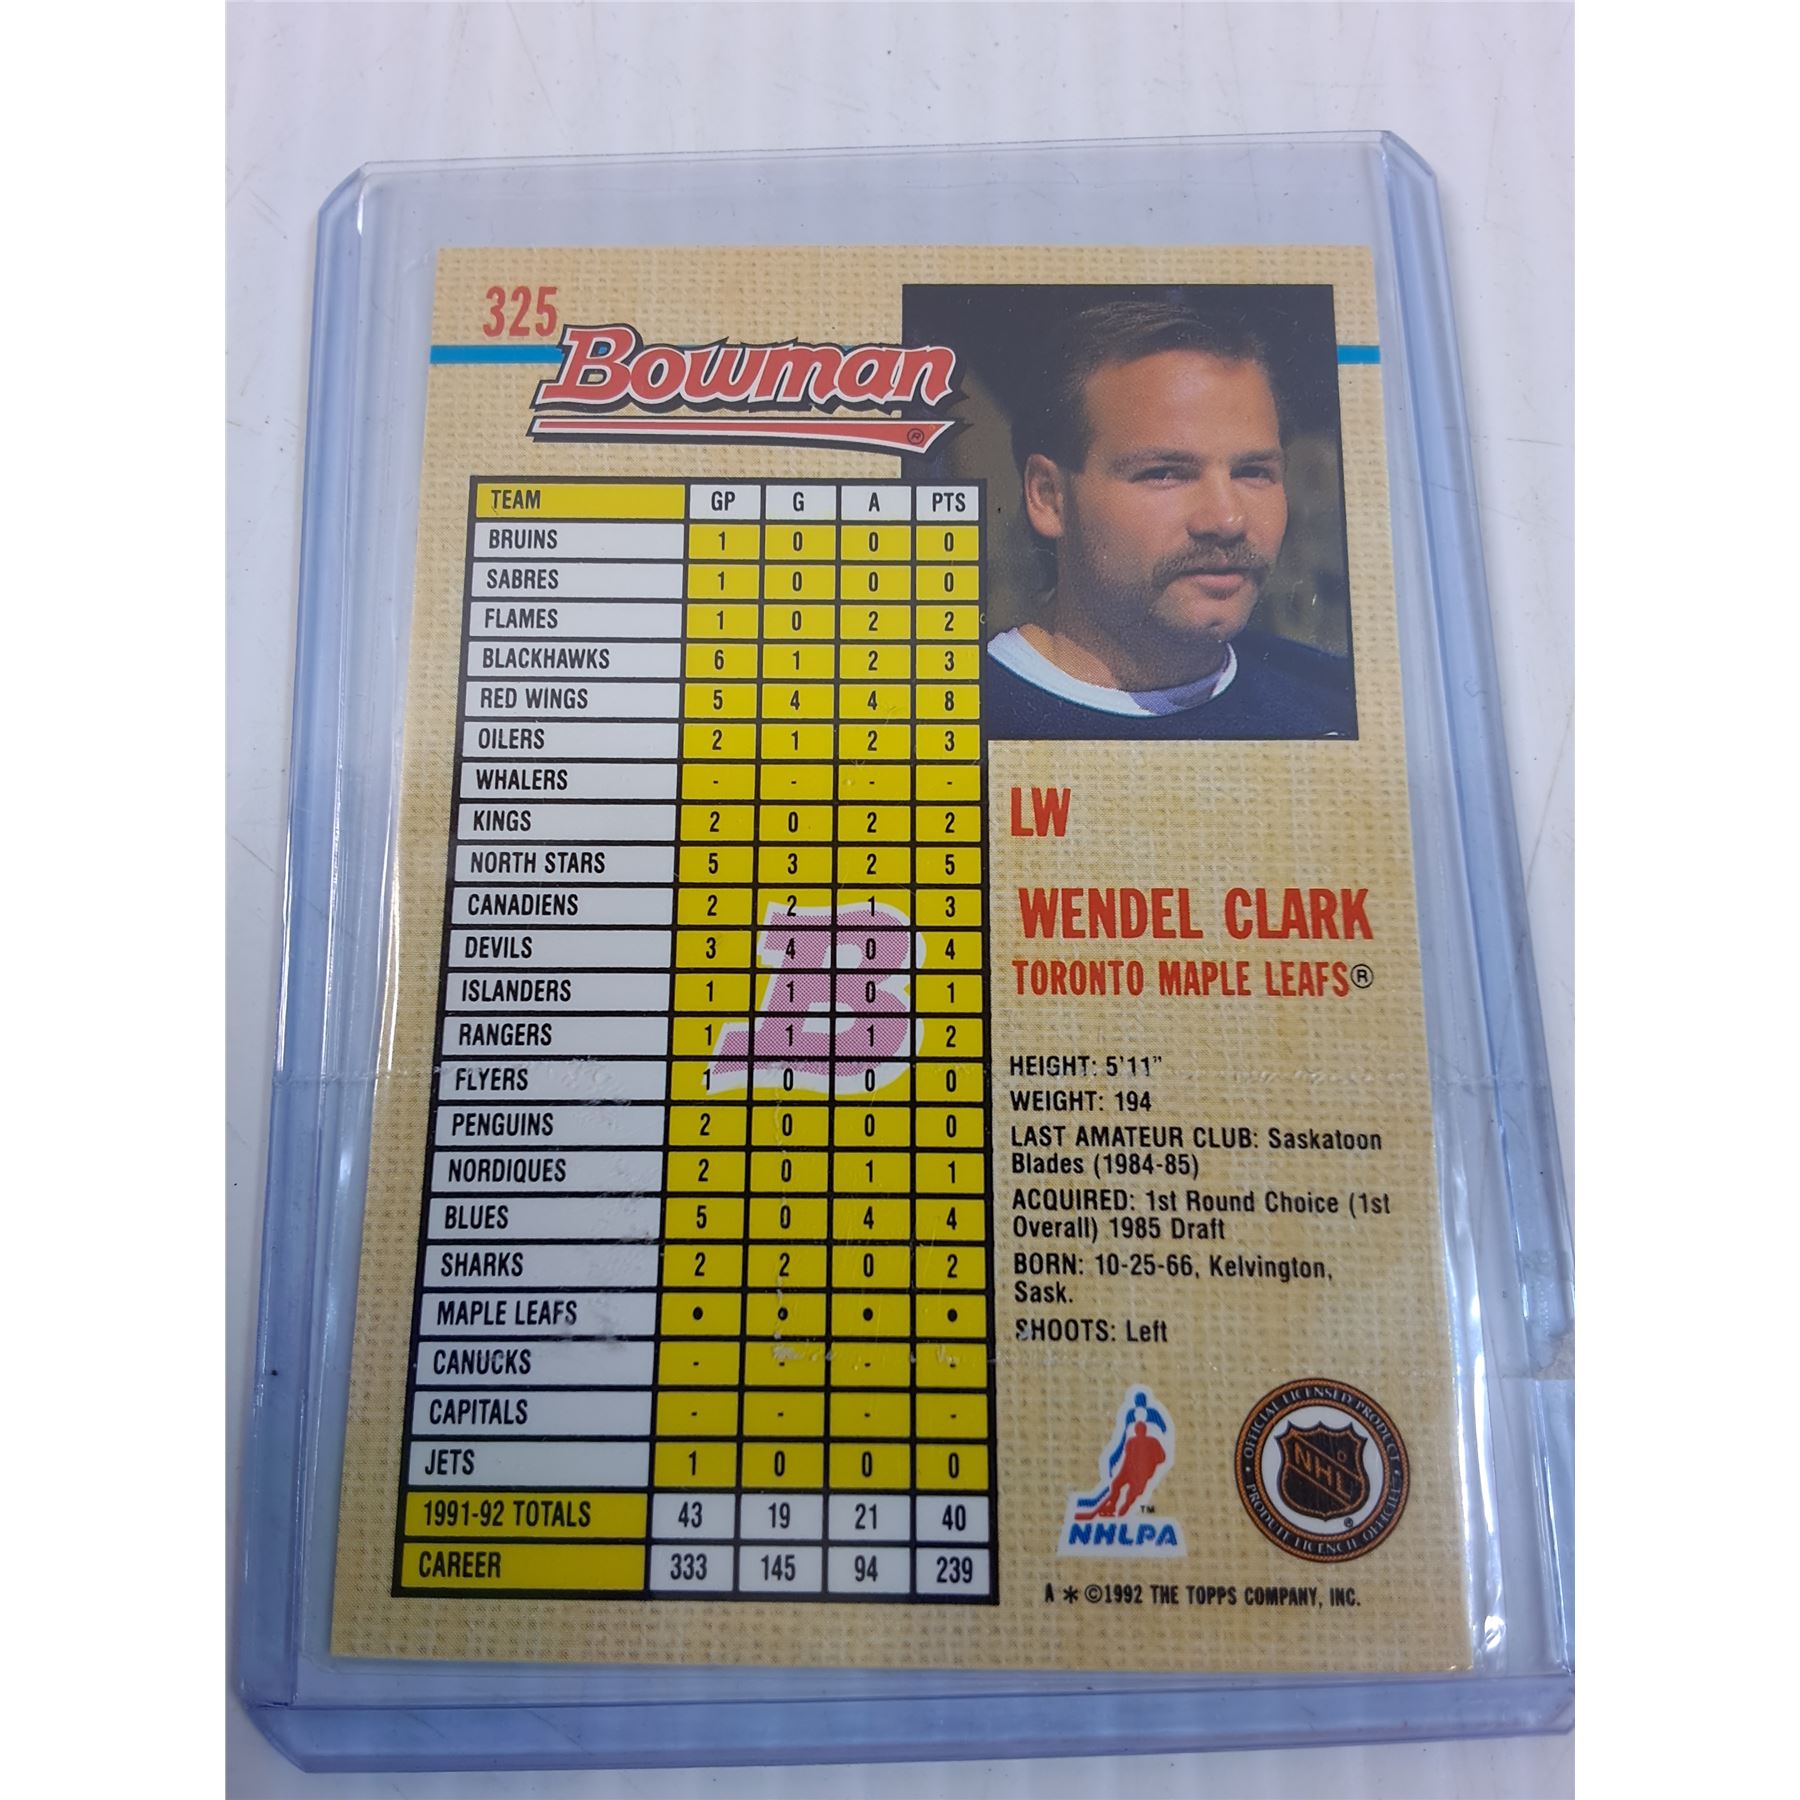 325
Bowman®
TEAM GP G A PTS
BRUINS 1 0 0 0
SABRES 1 0 0 0
FLAMES 1 0 2 2
BLACKHAWKS 6 1 2 3
RED WINGS 5 4 4 8
OILERS 2 1 2 3
WHALERS - - - -
KINGS 2 0 2 2
NORTH STARS 5 3 2 5
CANADIENS 2 2 1 3
DEVILS 3 4 0 4
ISLANDERS 1 1 0 1
RANGERS 1 1 1 2
FLYERS 1 0 0 0
PENGUINS 2 0 0 0
NORDIQUES 2 0 1 1
BLUES 5 0 4 4
SHARKS 2 2 0 2
MAPLE LEAFS • • • •
CANUCKS - - - -
CAPITALS - - - -
JETS 1 0 0 0
1991-92 TOTALS 43 19 21 40
CAREER 333 145 94 239
B
LW
WENDEL CLARK
TORONTO MAPLE LEAFS®
HEIGHT: 5'11"
WEIGHT: 194
LAST AMATEUR CLUB: Saskatoon
Blades (1984-85)
ACQUIRED: 1st Round Choice (1st
Overall) 1985 Draft
BORN: 10-25-66, Kelvington,
Sask.
SHOOTS: Left
™
NHLPA
OFFICIAL LICENSED PRODUCT
NHL
®
PRODUIT LICENCIÉ OFFICIEL
A * ©1992 THE TOPPS COMPANY, INC.